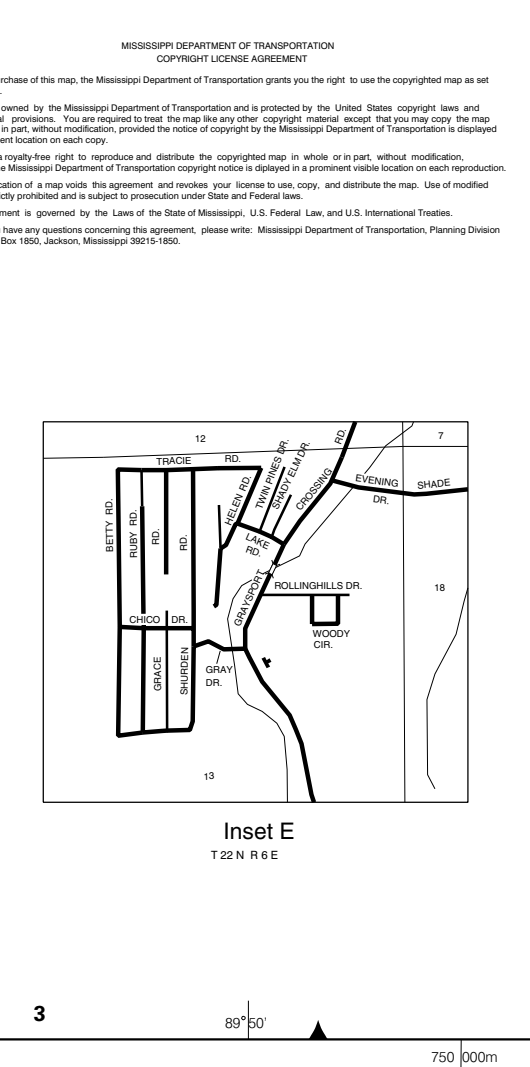 MISSISSIPPI DEPARTMENT OF TRANSPORTATION
COPYRIGHT LICENSE AGREEMENT
rchase of this map, the Mississippi Department of Transportation grants you the right to use the copyrighted map as set
.
owned by the Mississippi Department of Transportation and is protected by the United States copyright laws and
al provisions. You are required to treat the map like any other copyright material except that you may copy the map
in part, without modification, provided the notice of copyright by the Mississippi Department of Transportation is displayed
ent location on each copy.
a royalty-free right to reproduce and distribute the copyrighted map in whole or in part, without modification,
e Mississippi Department of Transportation copyright notice is diplayed in a prominent visible location on each reproduction.
cation of a map voids this agreement and revokes your license to use, copy, and distribute the map. Use of modified
ctly prohibited and is subject to prosecution under State and Federal laws.
ment is governed by the Laws of the State of Mississippi, U.S. Federal Law, and U.S. International Treaties.
have any questions concerning this agreement, please write: Mississippi Department of Transportation, Planning Division
Box 1850, Jackson, Mississippi 39215-1850.
12
7
TRACIE RD.
BETTY RD.
RUBY RD.
RD.
RD.
HELEN RD.
TWIN PINES DR.
SHADY ELM DR.
CROSSING
RD.
EVENING SHADE
DR.
LAKE
RD.
GRAYSPORT
ROLLINGHILLS DR.
18
CHICO DR.
WOODY
CIR.
GRACE
SHURDEN
GRAY
DR.
13
Inset E
T 22 N R 6 E
3
89°50'
750 000m